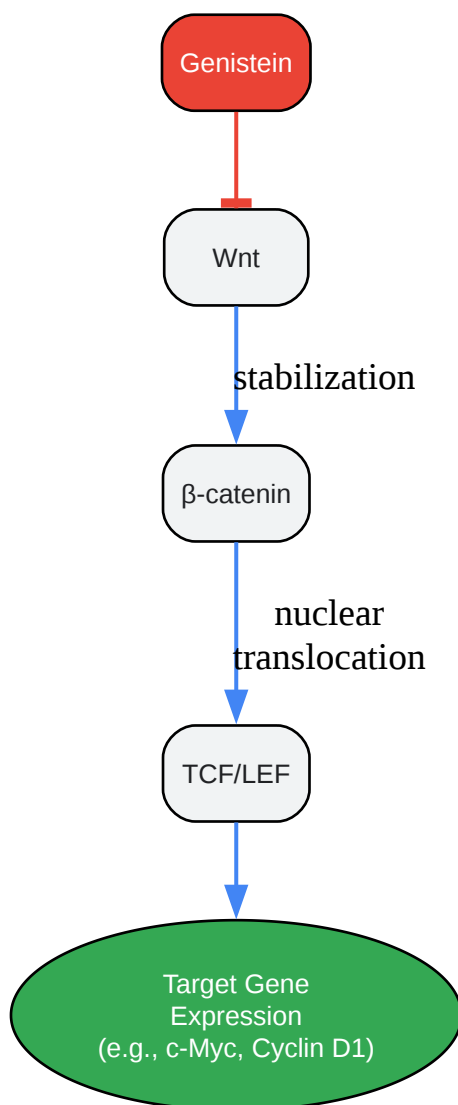 Genistein
Wnt
stabilization
β-catenin
nuclear
translocation
TCF/LEF
Target Gene
Expression
(e.g., c-Myc, Cyclin D1)